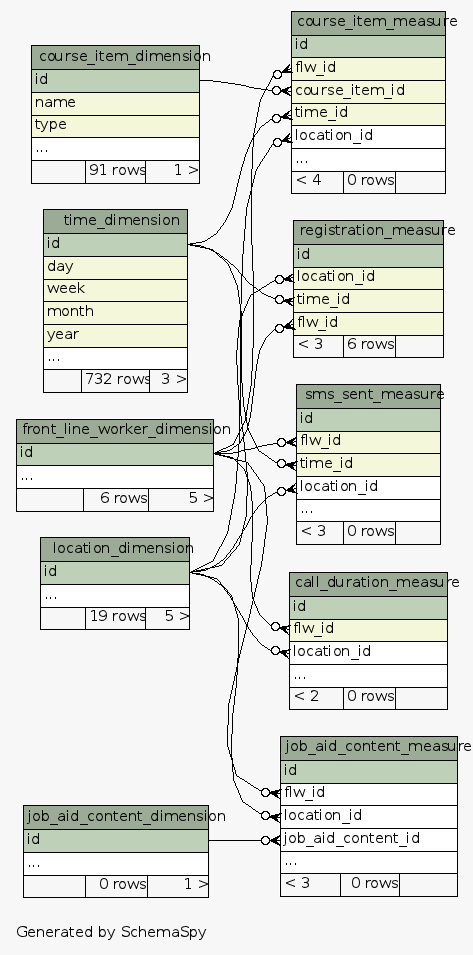 course_item_dimension
id
name
type
...
91 rows 1 >
time_dimension
id
day
week
month
year
...
732 rows 3 >
front_line_worker_dimension
id
...
6 rows 5 >
location_dimension
id
...
19 rows 5 >
job_aid_content_dimension
id
...
0 rows 1 >
course_item_measure
id
flw_id
course_item_id
time_id
location_id
...
< 4 0 rows
registration_measure
id
location_id
time_id
flw_id
< 3 6 rows
sms_sent_measure
id
flw_id
time_id
location_id
...
< 3 0 rows
call_duration_measure
id
flw_id
location_id
...
< 2 0 rows
job_aid_content_measure
id
flw_id
location_id
job_aid_content_id
...
< 3 0 rows
Generated by SchemaSpy